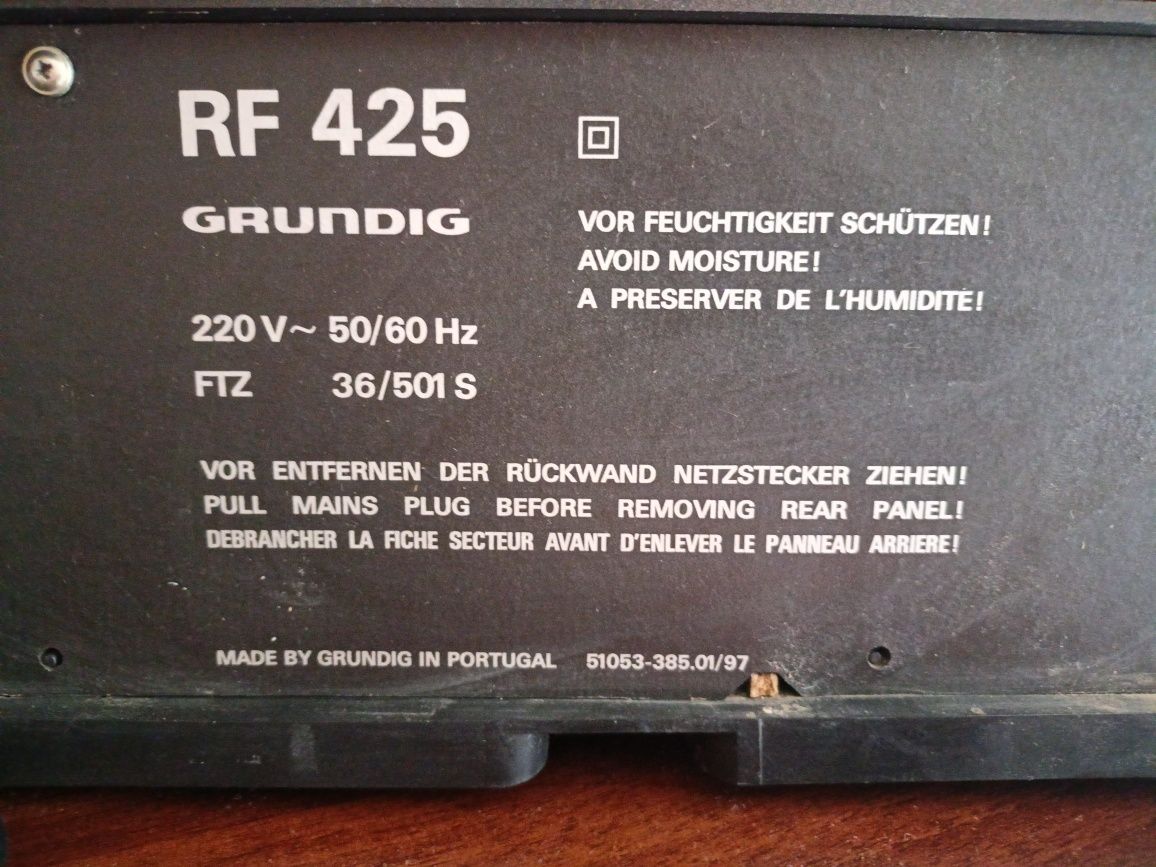 RF 425
GRUNDIG
VOR FEUCHTIGKEIT SCHÜTZEN!
AVOID MOISTURE!
A PRESERVER DE L'HUMIDITÉ!
220 V~ 50/60 Hz
FTZ 36/501 S
VOR ENTFERNEN DER RÜCKWAND NETZSTECKER ZIEHEN!
PULL MAINS PLUG BEFORE REMOVING REAR PANEL!
DEBRANCHER LA FICHE SECTEUR AVANT D'ENLEVER LE PANNEAU ARRIERE!
MADE BY GRUNDIG IN PORTUGAL 51053-385.01/97